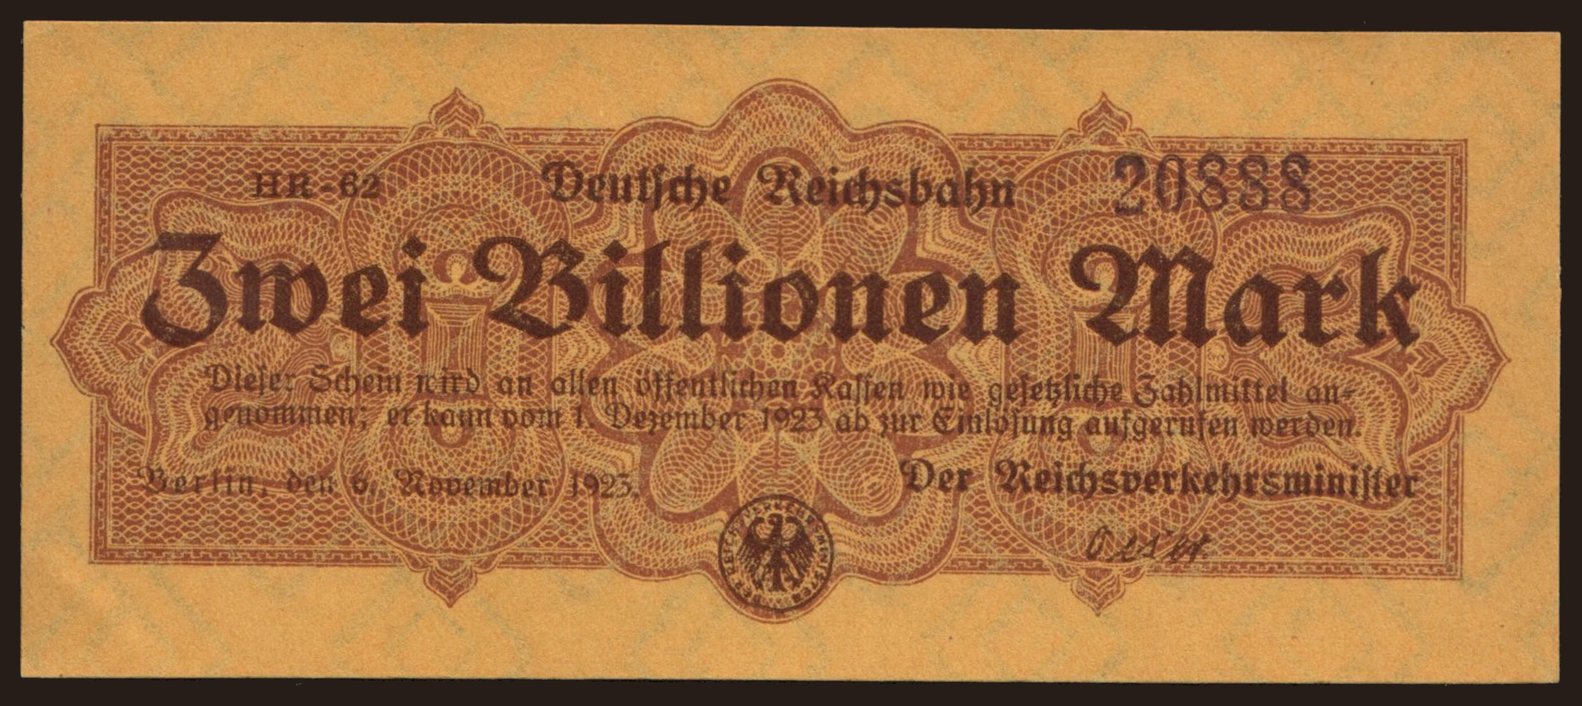 HR-62 Deutsche Reichsbahn 20888
Zwei Billionen Mark
Dieser Schein wird an allen öffentlichen Kassen wie gesetzliche Zahlmittel an-
genommen; er kann vom 1. Dezember 1923 ab zur Einlösung aufgerufen werden.
Berlin, den 6. November 1923. Der Reichsverkehrsminister
Oeser